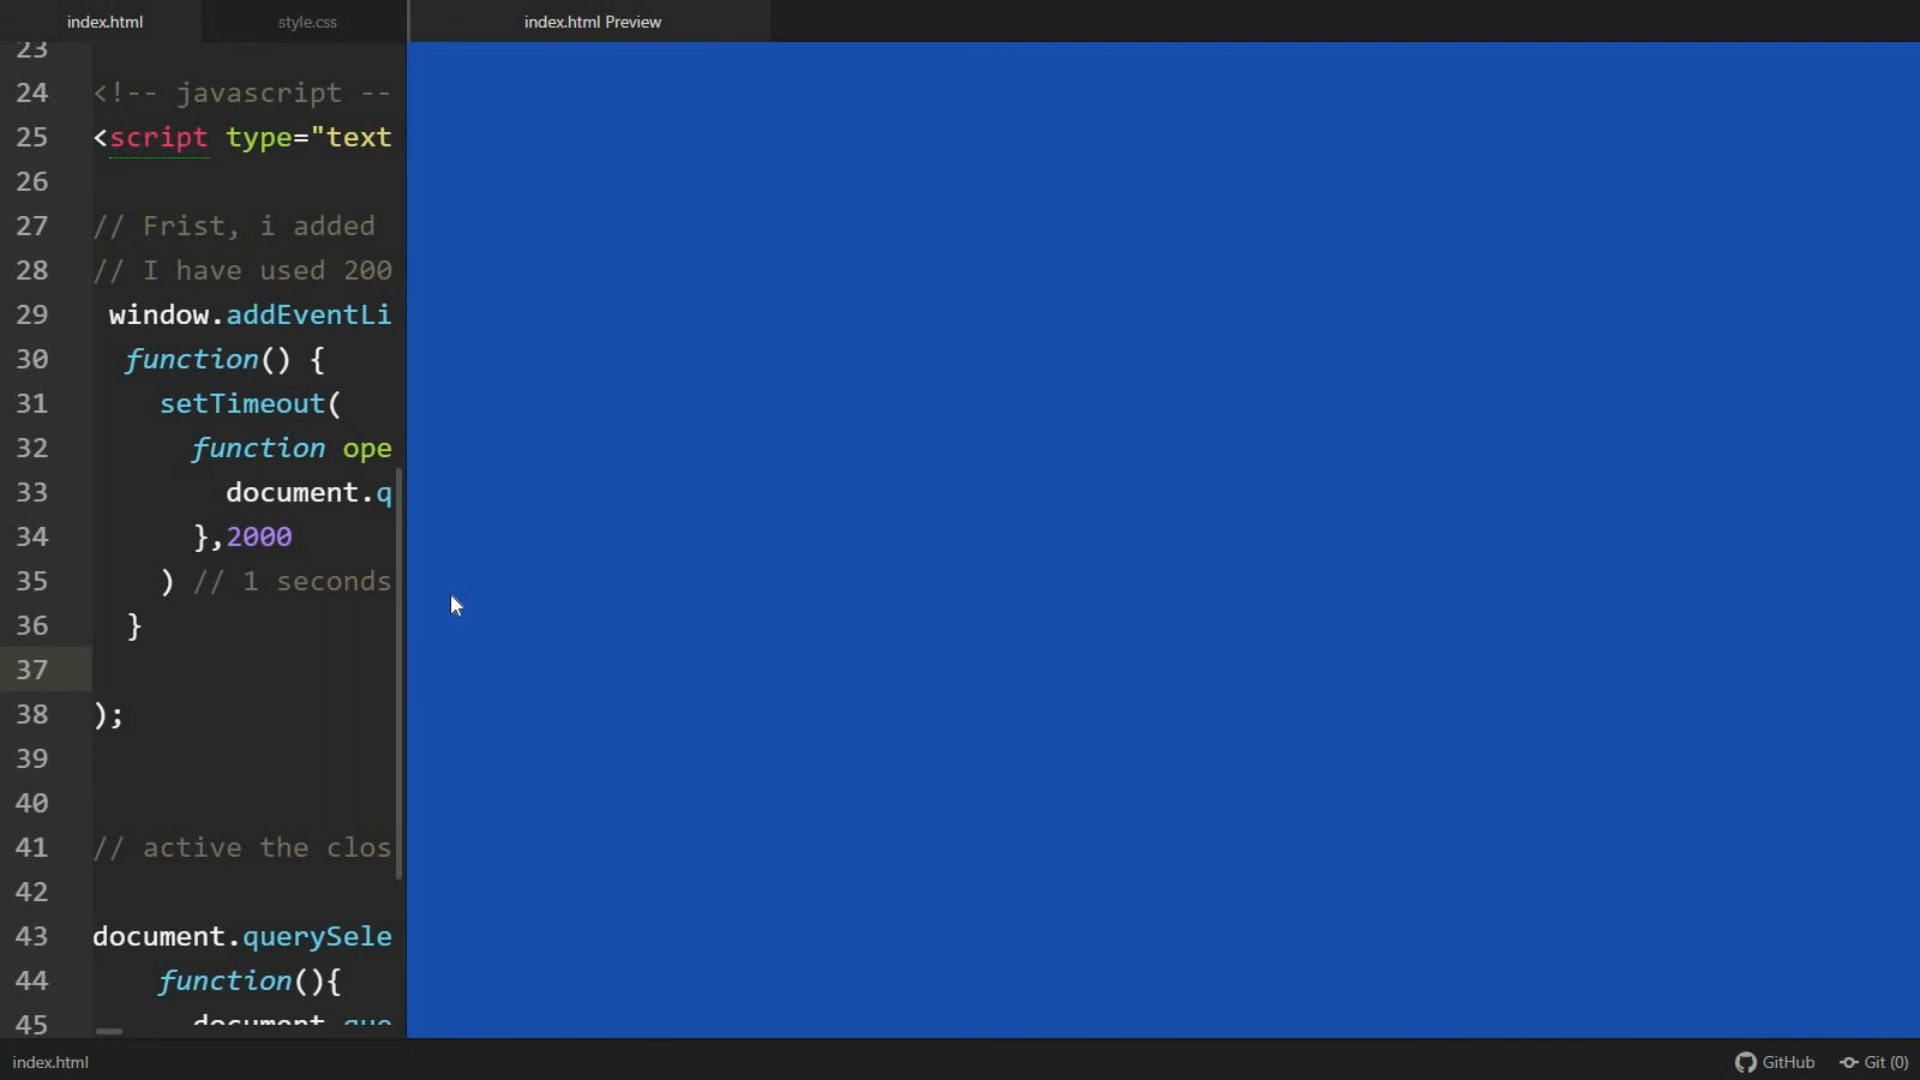 index.html
style.css
index.html Preview
23
24 <!-- javascript --
25 <script type="text
26
27 // Frist, i added
28 // I have used 200
29 window.addEventLi
30 function() {
31 setTimeout(
32 function ope
33 document.q
34 },2000
35 ) // 1 seconds
36 }
37
38 );
39
40
41 // active the clos
42
43 document.querySele
44 function(){
45 document.que
index.html
GitHub
Git (0)